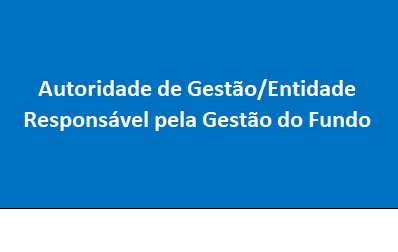 Autoridade de Gestão/Entidade
Responsável pela Gestão do Fundo